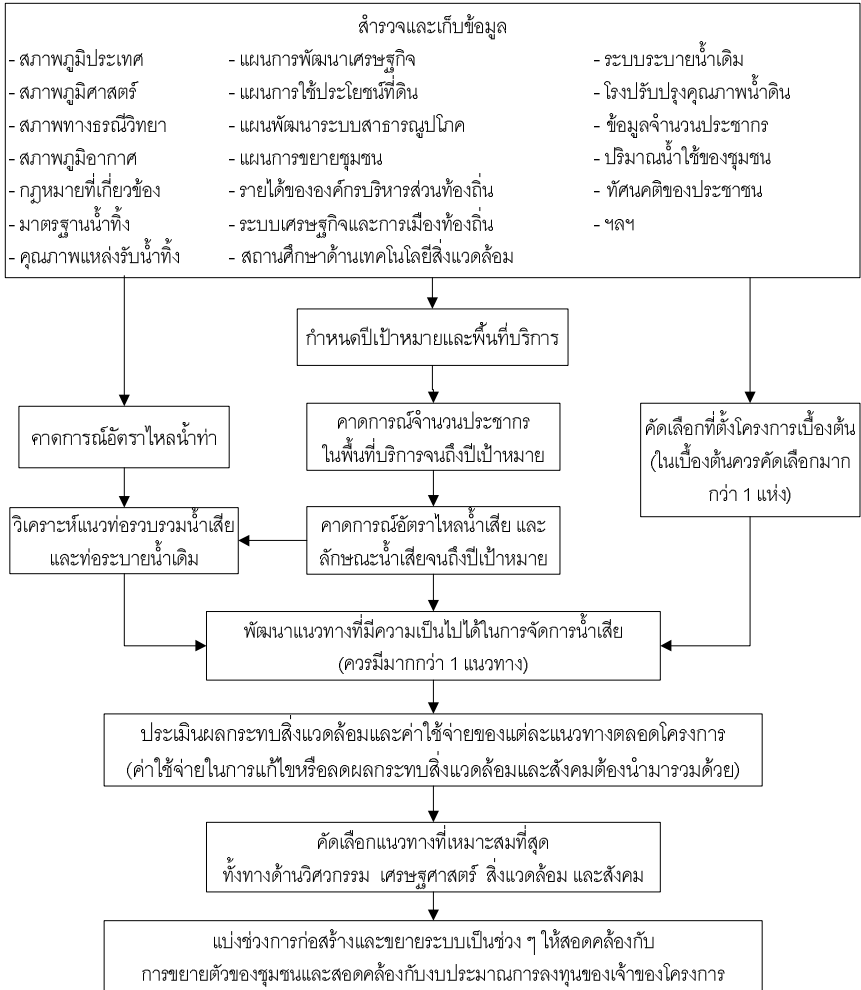 สำรวจและเก็บข้อมูล
- สภาพภูมิประเทศ
- สภาพภูมิศาสตร์
- สภาพทางธรณีวิทยา
- สภาพภูมิอากาศ
- กฎหมายที่เกี่ยวข้อง
- มาตรฐานน้ำทิ้ง
- คุณภาพแหล่งรับน้ำทิ้ง
- แผนการพัฒนาเศรษฐกิจ
- แผนการใช้ประโยชน์ที่ดิน
- แผนพัฒนาระบบสาธารณูปโภค
- แผนการขยายชุมชน
- รายได้ขององค์กรบริหารส่วนท้องถิ่น
- ระบบเศรษฐกิจและการเมืองท้องถิ่น
- สถานศึกษาด้านเทคโนโลยีสิ่งแวดล้อม
- ระบบระบายน้ำเดิม
- โรงปรับปรุงคุณภาพน้ำดิน
- ข้อมูลจำนวนประชากร
- ปริมาณน้ำใช้ของชุมชน
- ทัศนคติของประชาชน
- ฯลฯ
กำหนดปีเป้าหมายและพื้นที่บริการ
คาดการณ์อัตราไหลน้ำท่า
คาดการณ์จำนวนประชากร
ในพื้นที่บริการจนถึงปีเป้าหมาย
คัดเลือกที่ตั้งโครงการเบื้องต้น
(ในเบื้องต้นควรคัดเลือกมาก
กว่า 1 แห่ง)
วิเคราะห์แนวท่อรวบรวมน้ำเสีย
และท่อระบายน้ำเดิม
คาดการณ์อัตราไหลน้ำเสีย และ
ลักษณะน้ำเสียจนถึงปีเป้าหมาย
พัฒนาแนวทางที่มีความเป็นไปได้ในการจัดการน้ำเสีย
(ควรมีมากกว่า 1 แนวทาง)
ประเมินผลกระทบสิ่งแวดล้อมและค่าใช้จ่ายของแต่ละแนวทางตลอดโครงการ
(ค่าใช้จ่ายในการแก้ไขหรือลดผลกระทบสิ่งแวดล้อมและสังคมต้องนำมารวมด้วย)
คัดเลือกแนวทางที่เหมาะสมที่สุด
ทั้งทางด้านวิศวกรรม เศรษฐศาสตร์ สิ่งแวดล้อม และสังคม
แบ่งช่วงการก่อสร้างและขยายระบบเป็นช่วง ๆ ให้สอดคล้องกับ
การขยายตัวของชุมชนและสอดคล้องกับงบประมาณการลงทุนของเจ้าของโครงการ